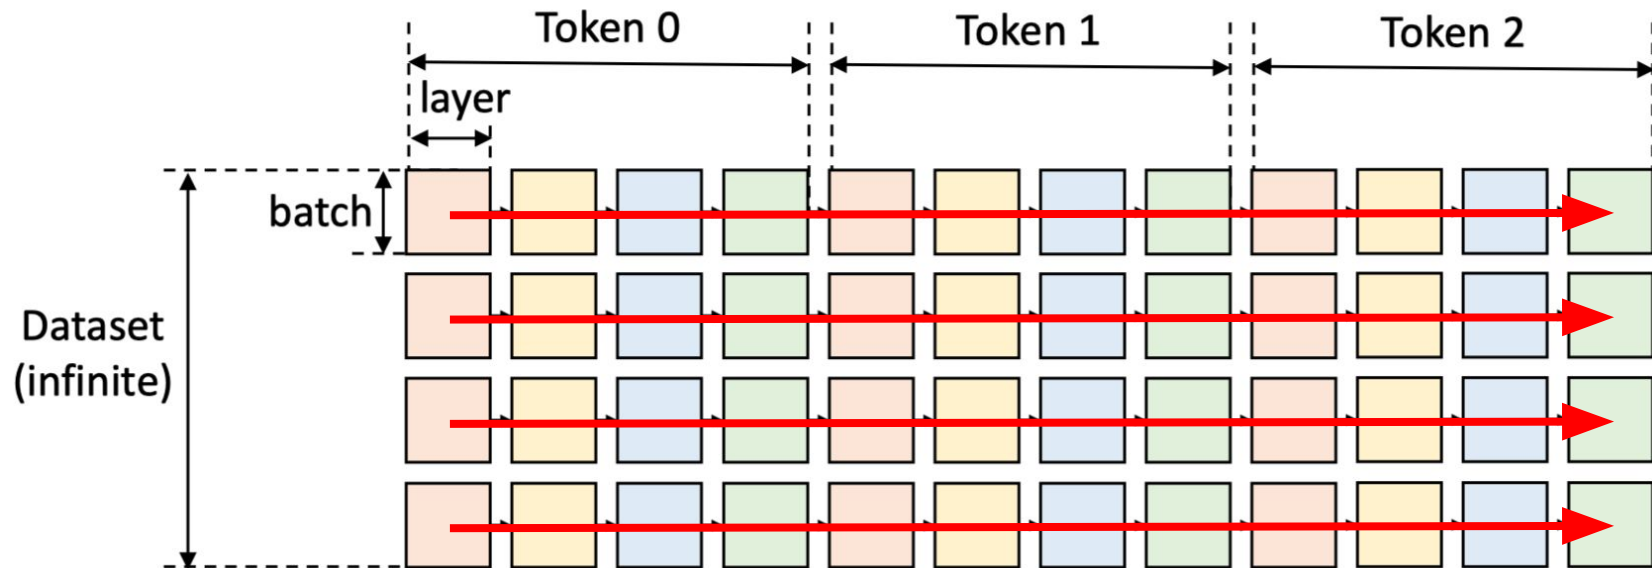 Token 0
Token 1
Token 2
layer
batch
Dataset
(infinite)